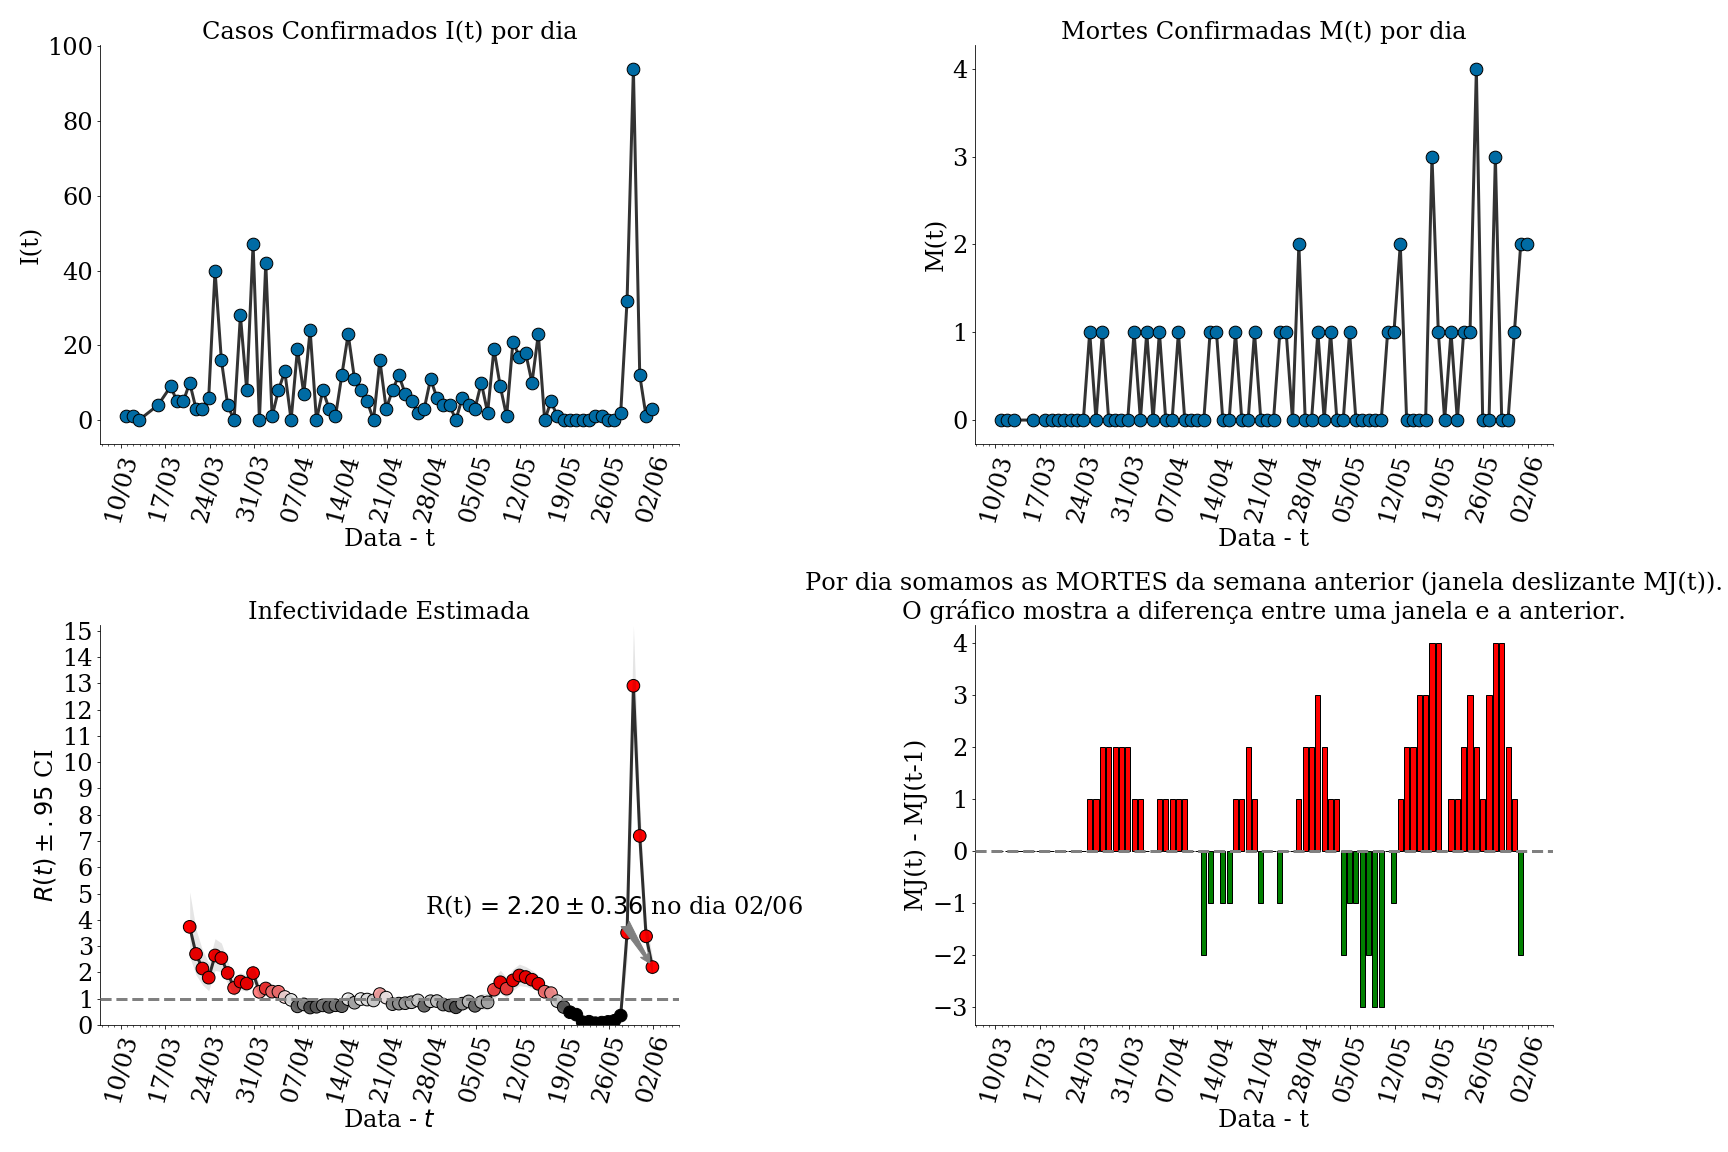 Casos Confirmados I(t) por dia
I(t)
100
80
60
40
20
0
10/03 17/03 24/03 31/03 07/04 14/04 21/04 28/04 05/05 12/05 19/05 26/05 02/06
Data - t
Mortes Confirmadas M(t) por dia
M(t)
4
3
2
1
0
10/03 17/03 24/03 31/03 07/04 14/04 21/04 28/04 05/05 12/05 19/05 26/05 02/06
Data - t
Infectividade Estimada
R(t) ± .95 CI
15
14
13
12
11
10
9
8
7
6
5
4
3
2
1
0
R(t) = 2.20 ± 0.36 no dia 02/06
10/03 17/03 24/03 31/03 07/04 14/04 21/04 28/04 05/05 12/05 19/05 26/05 02/06
Data - t
Por dia somamos as MORTES da semana anterior (janela deslizante MJ(t)).
O gráfico mostra a diferença entre uma janela e a anterior.
MJ(t) - MJ(t-1)
4
3
2
1
0
−1
−2
−3
10/03 17/03 24/03 31/03 07/04 14/04 21/04 28/04 05/05 12/05 19/05 26/05 02/06
Data - t